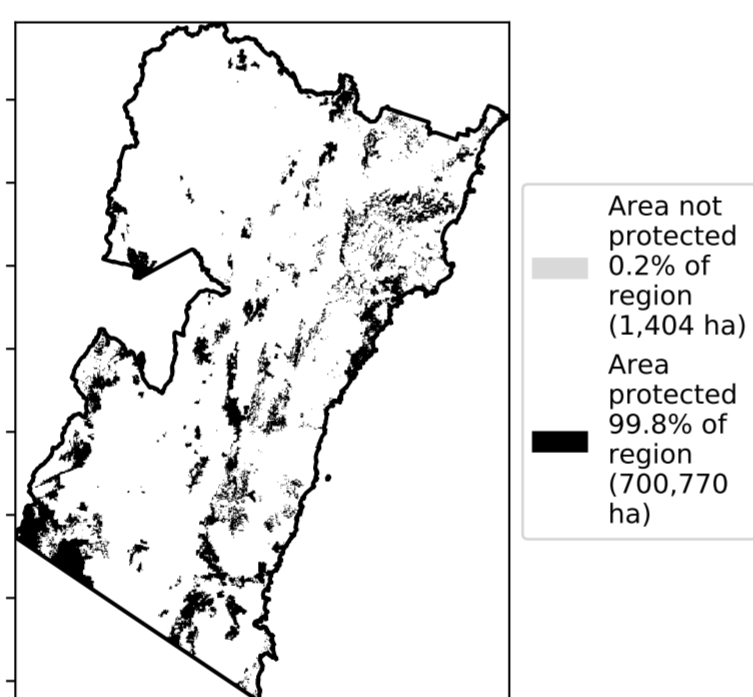 Area not
protected
0.2% of
region
(1,404 ha)
Area
protected
99.8% of
region
(700,770
ha)